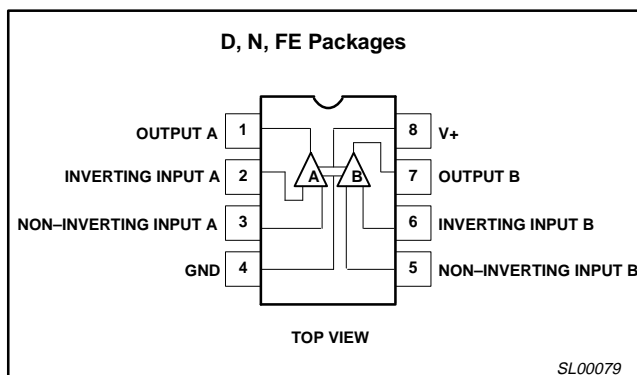 D, N, FE Packages
OUTPUT A 1
8 V+
INVERTING INPUT A 2
A B
7 OUTPUT B
NON–INVERTING INPUT A 3
6 INVERTING INPUT B
GND 4
5 NON–INVERTING INPUT B
TOP VIEW
SL00079